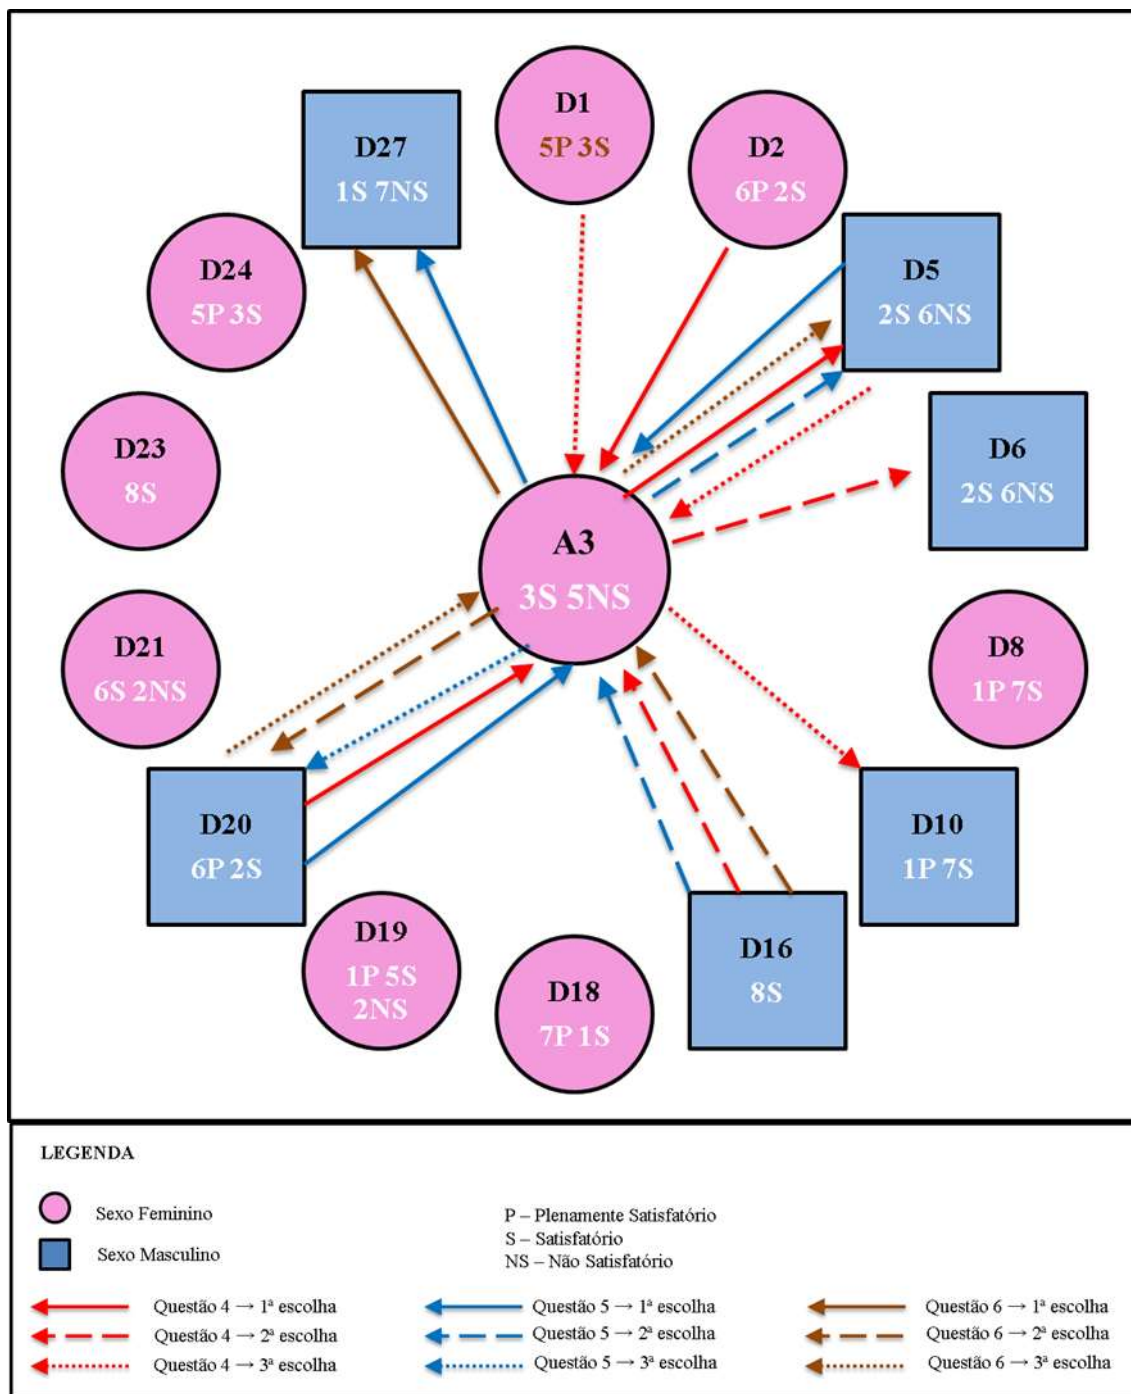 D1
5P 3S
D2
6P 2S
D27
1S 7NS
D5
2S 6NS
D24
5P 3S
D6
2S 6NS
D23
8S
A3
3S 5NS
D21
6S 2NS
D8
1P 7S
D20
6P 2S
D10
1P 7S
D19
1P 5S
2NS
D16
8S
D18
7P 1S
LEGENDA
Sexo Feminino
Sexo Masculino
P – Plenamente Satisfatório
S – Satisfatório
NS – Não Satisfatório
Questão 4 → 1ª escolha
Questão 5 → 1ª escolha
Questão 6 → 1ª escolha
Questão 4 → 2ª escolha
Questão 5 → 2ª escolha
Questão 6 → 2ª escolha
Questão 4 → 3ª escolha
Questão 5 → 3ª escolha
Questão 6 → 3ª escolha